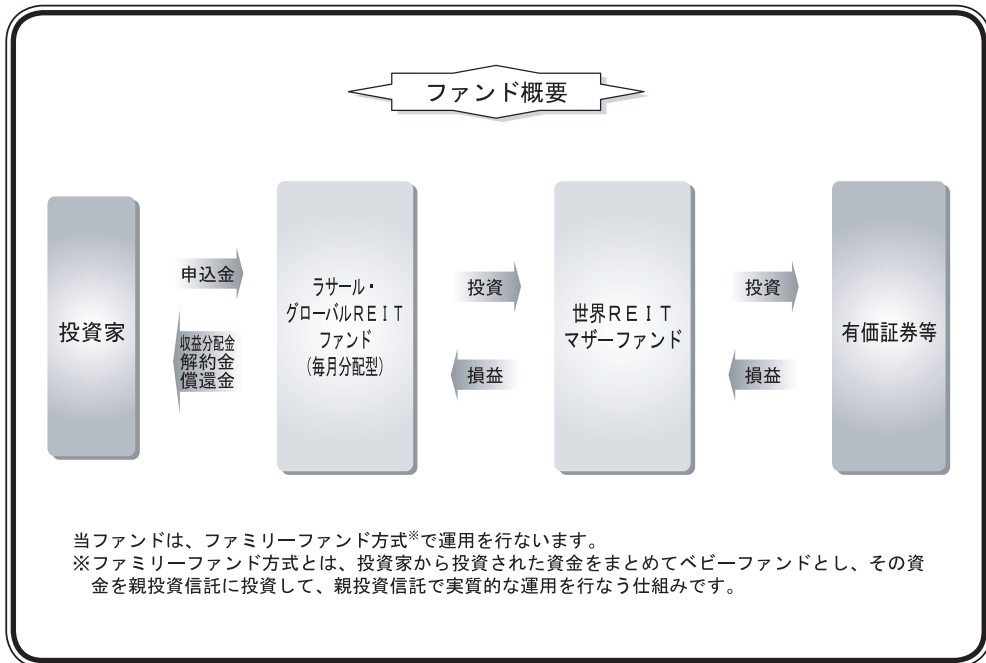 ファンド概要
投資家
申込金
収益分配金
解約金
償還金
ラサール・
グローバルREIT
ファンド
(毎月分配型)
投資
損益
世界REIT
マザーファンド
投資
損益
有価証券等
当ファンドは、ファミリーファンド方式※で運用を行ないます。
※ファミリーファンド方式とは、投資家から投資された資金をまとめてベビーファンドとし、その資
金を親投資信託に投資して、親投資信託で実質的な運用を行なう仕組みです。